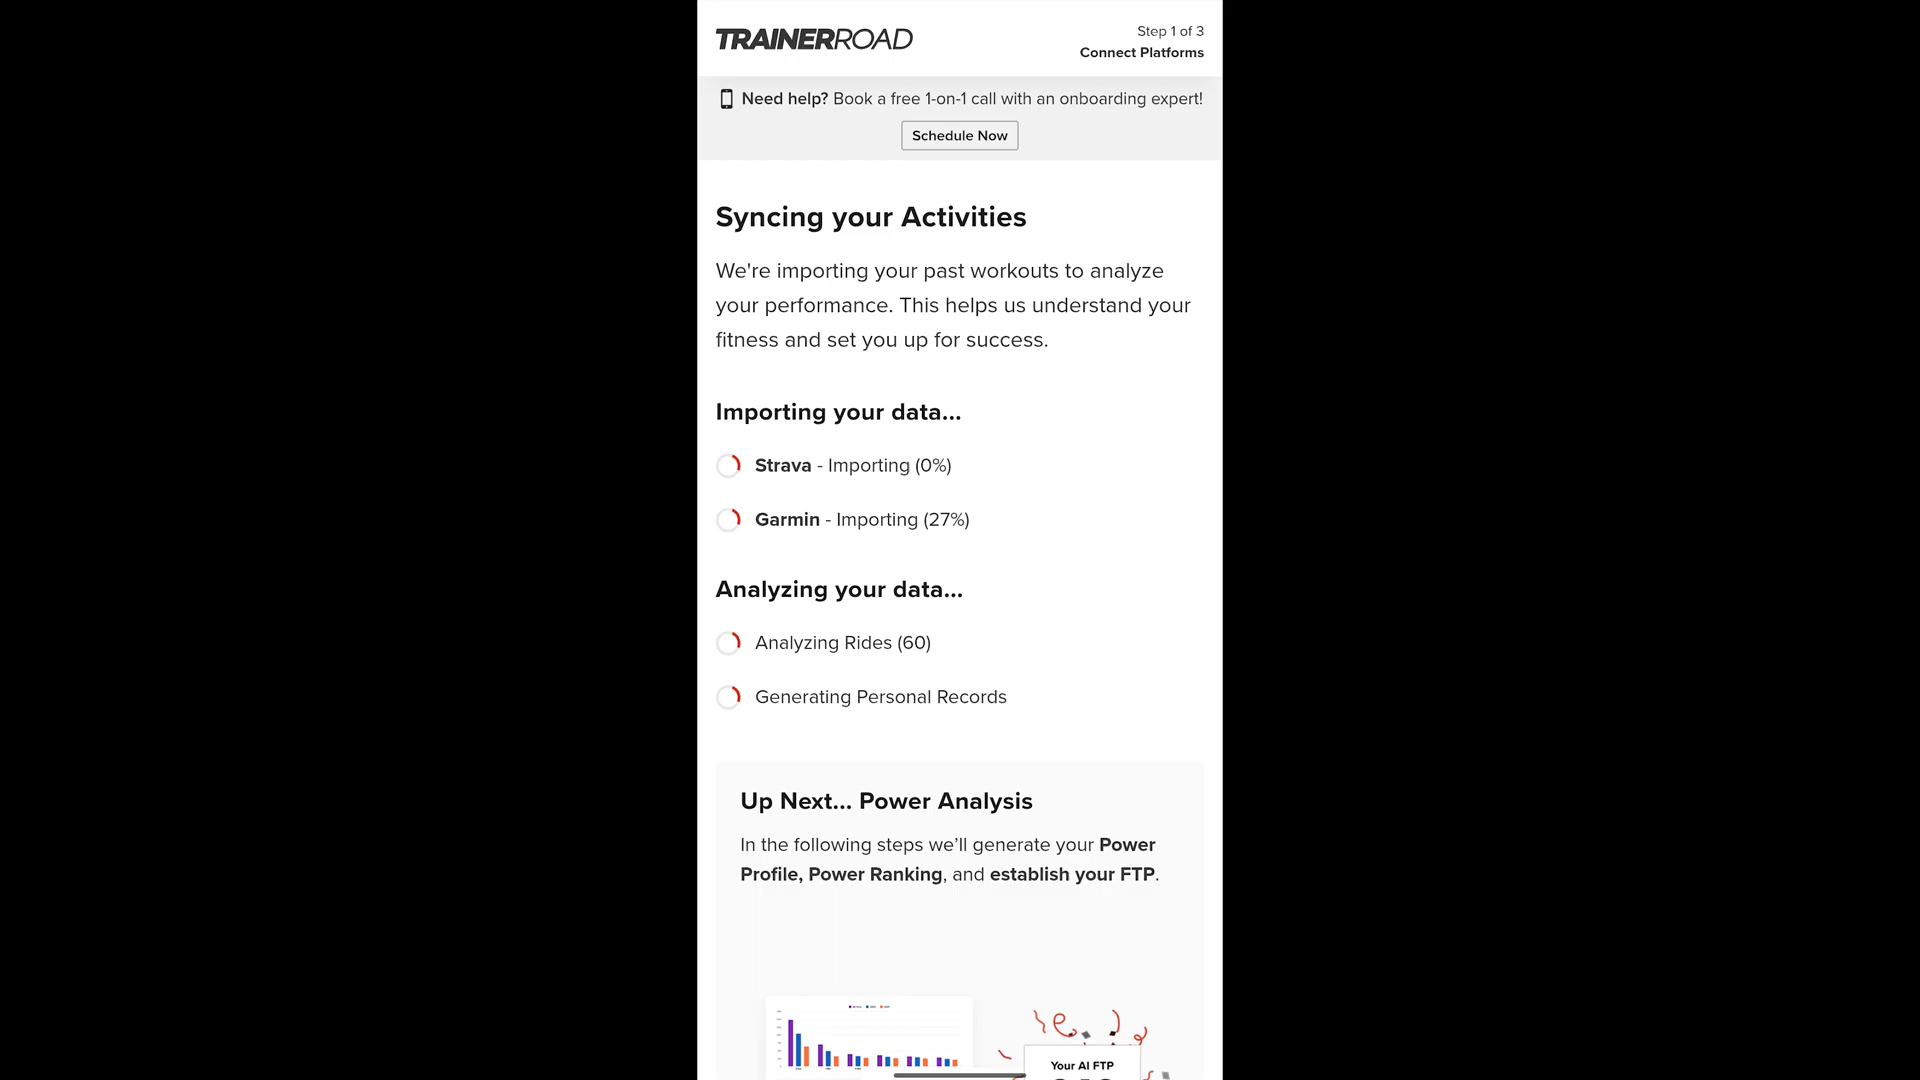 TRAINERROAD
Step 1 of 3
Connect Platforms
Need help? Book a free 1-on-1 call with an onboarding expert!
Schedule Now
Syncing your Activities
We're importing your past workouts to analyze
your performance. This helps us understand your
fitness and set you up for success.
Importing your data...
Strava - Importing (0%)
Garmin - Importing (27%)
Analyzing your data...
Analyzing Rides (60)
Generating Personal Records
Up Next... Power Analysis
In the following steps we’ll generate your Power
Profile, Power Ranking, and establish your FTP.
Your AI FTP